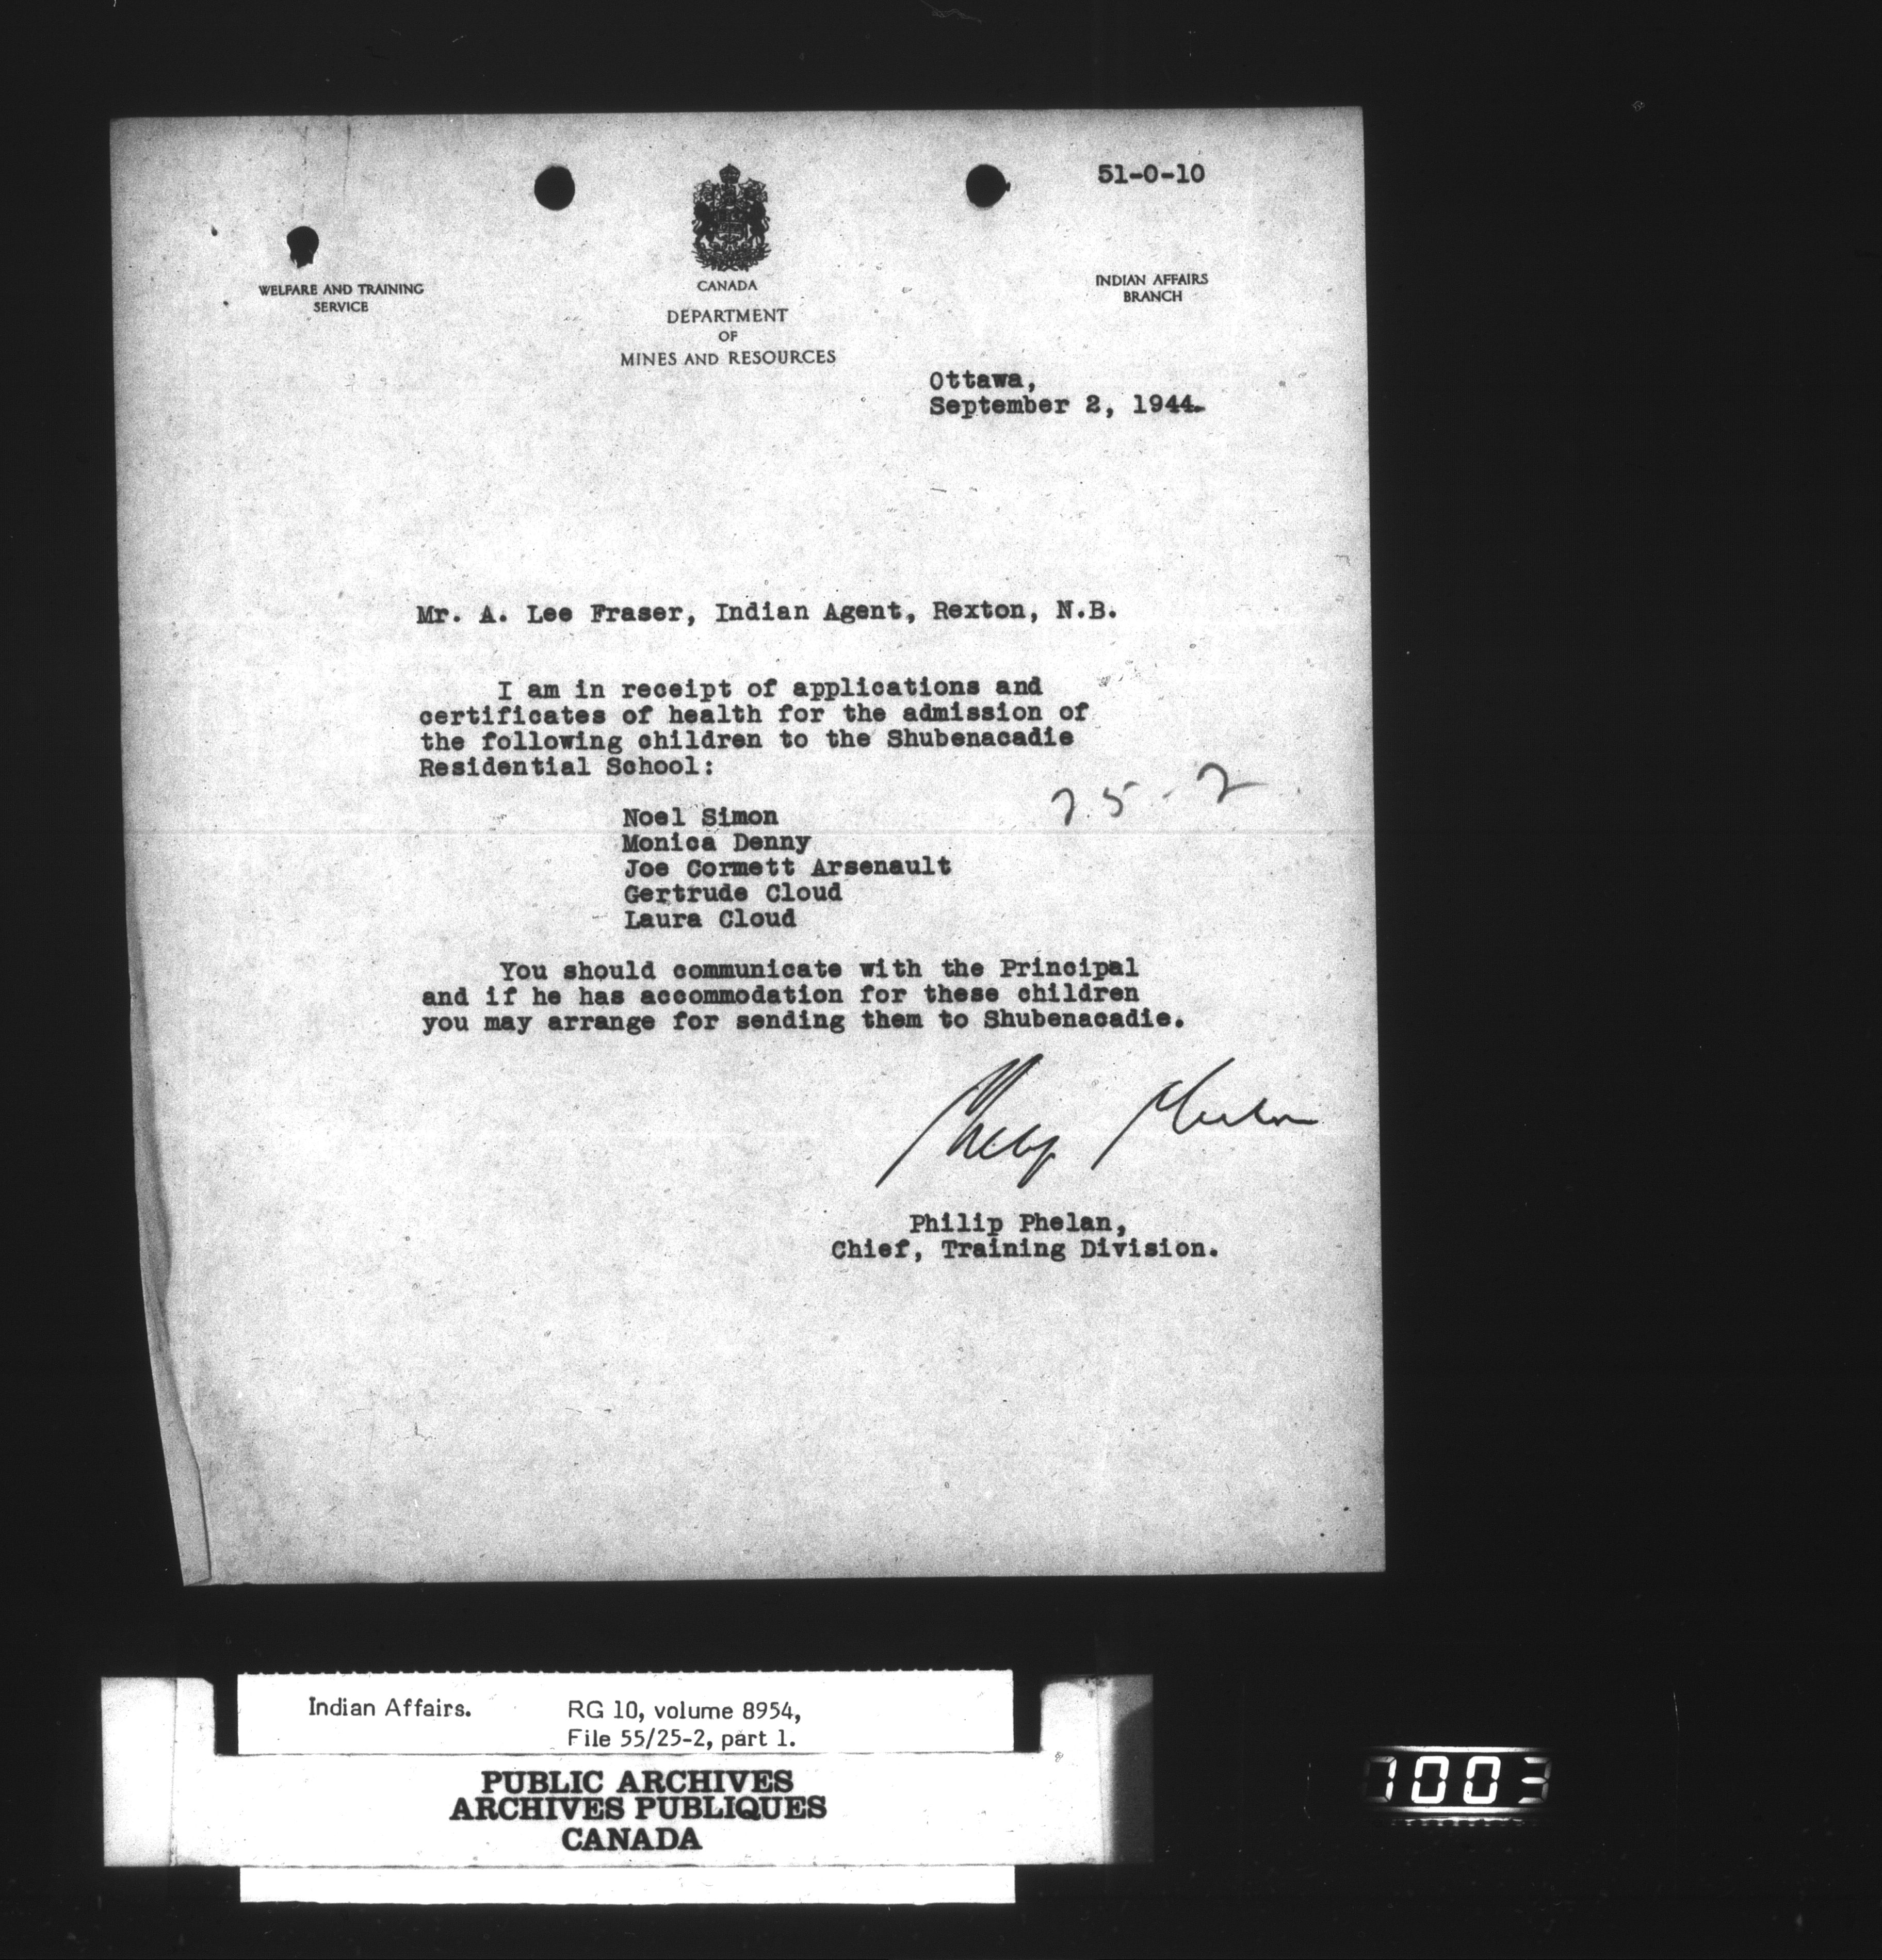 51-0-10
WELFARE AND TRAINING
SERVICE
CANADA
DEPARTMENT
OF
MINES AND RESOURCES
INDIAN AFFAIRS
BRANCH
Ottawa,
September 2, 1944.
Mr. A. Lee Fraser, Indian Agent, Rexton, N.B.
I am in receipt of applications and
certificates of health for the admission of
the following children to the Shubenacadie
Residential School:
25-2
Noel Simon
Monica Denny
Joe Cormett Arsenault
Gertrude Cloud
Laura Cloud
You should communicate with the Principal
and if he has accommodation for these children
you may arrange for sending them to Shubenacadie.
Philip Phelan
Philip Phelan,
Chief, Training Division.
Indian Affairs. RG 10, volume 8954,
File 55/25-2, part 1.
PUBLIC ARCHIVES
ARCHIVES PUBLIQUES
CANADA
1003